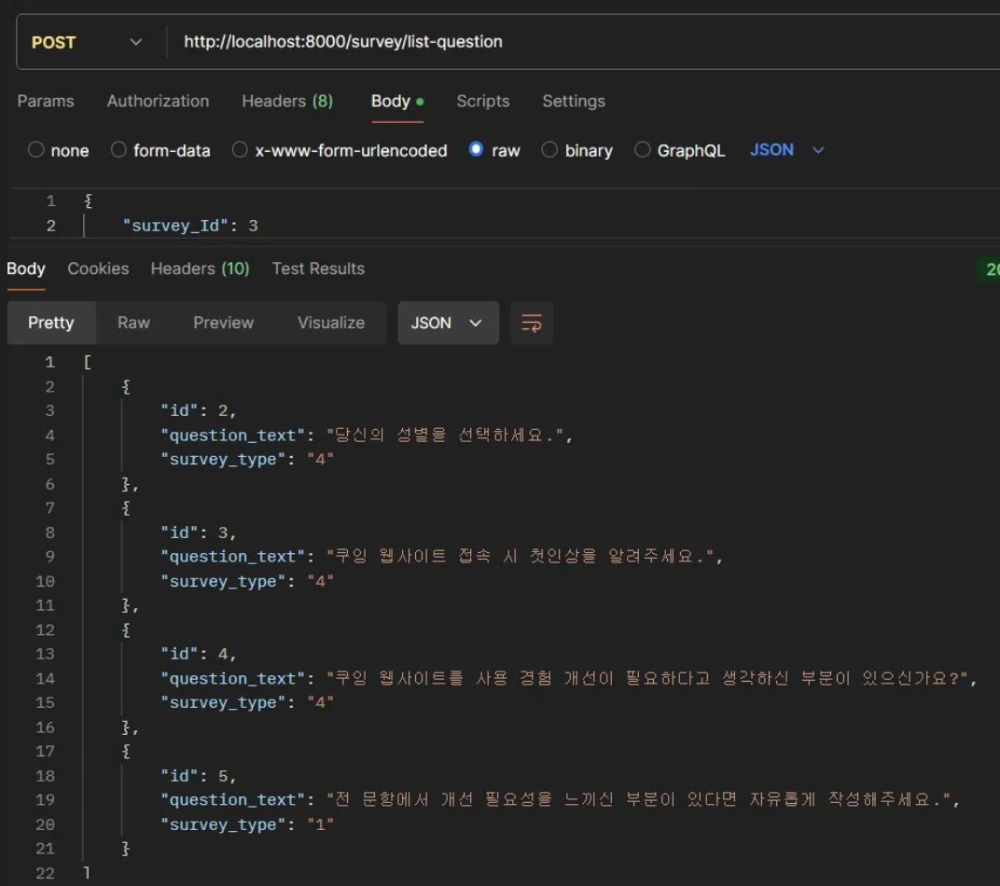 POST http://localhost:8000/survey/list-question
Params Authorization Headers (8) Body Scripts Settings
none form-data x-www-form-urlencoded raw binary GraphQL JSON
1 {
2 "survey_Id": 3
Body Cookies Headers (10) Test Results
Pretty Raw Preview Visualize JSON
1 [
2 {
3 "id": 2,
4 "question_text": "당신의 성별을 선택하세요.",
5 "survey_type": "4"
6 },
7 {
8 "id": 3,
9 "question_text": "쿠잉 웹사이트 접속 시 첫인상을 알려주세요.",
10 "survey_type": "4"
11 },
12 {
13 "id": 4,
14 "question_text": "쿠잉 웹사이트를 사용 경험 개선이 필요하다고 생각하신 부분이 있으신가요?",
15 "survey_type": "4"
16 },
17 {
18 "id": 5,
19 "question_text": "전 문항에서 개선 필요성을 느끼신 부분이 있다면 자유롭게 작성해주세요.",
20 "survey_type": "1"
21 }
22 ]